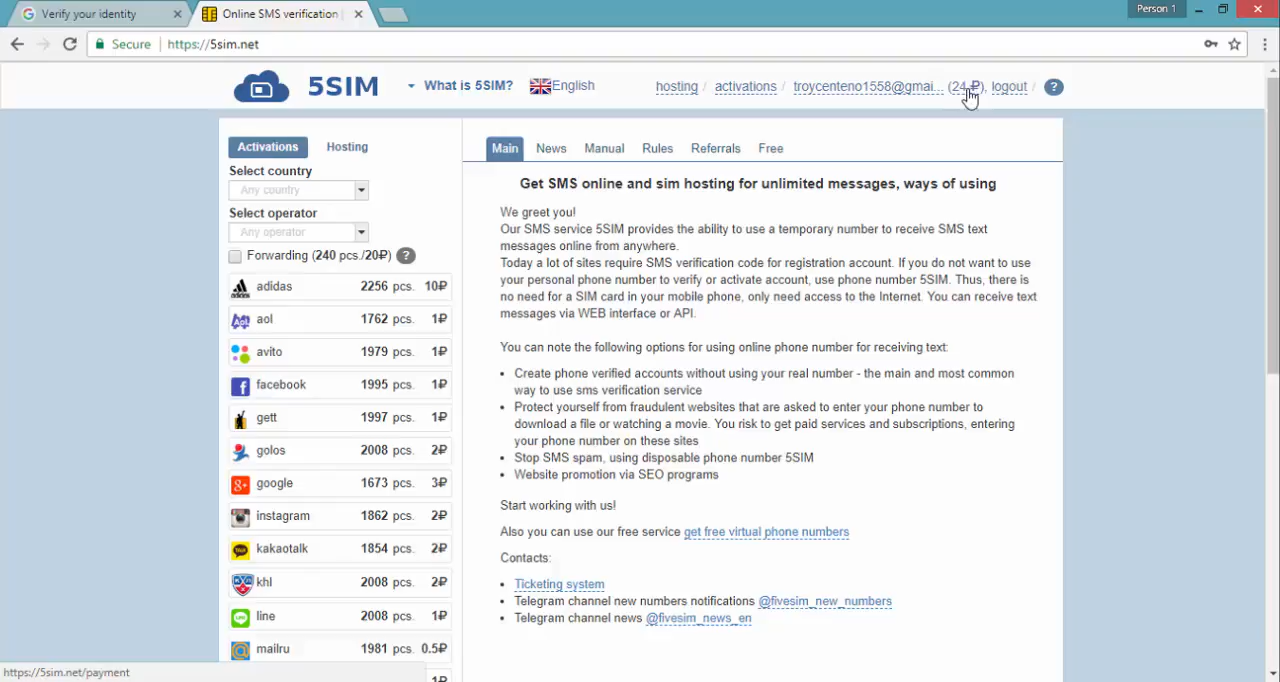 Verify your identity
Online SMS verification
Person 1
Secure
https://5sim.net
5SIM
What is 5SIM?
English
hosting / activations / troycenteno1558@gmai... (24 ₽), logout /
?
Activations
Hosting
Select country
Any country
Select operator
Any operator
Forwarding (240 pcs./20₽)
?
adidas 2256 pcs. 10₽
aol 1762 pcs. 1₽
avito 1979 pcs. 1₽
facebook 1995 pcs. 1₽
gett 1997 pcs. 1₽
golos 2008 pcs. 2₽
google 1673 pcs. 3₽
instagram 1862 pcs. 2₽
kakaotalk 1854 pcs. 2₽
khl 2008 pcs. 2₽
line 2008 pcs. 1₽
mailru 1981 pcs. 0.5₽
1₽
Main
News
Manual
Rules
Referrals
Free
Get SMS online and sim hosting for unlimited messages, ways of using
We greet you!
Our SMS service 5SIM provides the ability to use a temporary number to receive SMS text
messages online from anywhere.
Today a lot of sites require SMS verification code for registration account. If you do not want to use
your personal phone number to verify or activate account, use phone number 5SIM. Thus, there is
no need for a SIM card in your mobile phone, only need access to the Internet. You can receive text
messages via WEB interface or API.
You can note the following options for using online phone number for receiving text:
• Create phone verified accounts without using your real number - the main and most common
way to use sms verification service
• Protect yourself from fraudulent websites that are asked to enter your phone number to
download a file or watching a movie. You risk to get paid services and subscriptions, entering
your phone number on these sites
• Stop SMS spam, using disposable phone number 5SIM
• Website promotion via SEO programs
Start working with us!
Also you can use our free service get free virtual phone numbers
Contacts:
• Ticketing system
• Telegram channel new numbers notifications @fivesim_new_numbers
• Telegram channel news @fivesim_news_en
https://5sim.net/payment